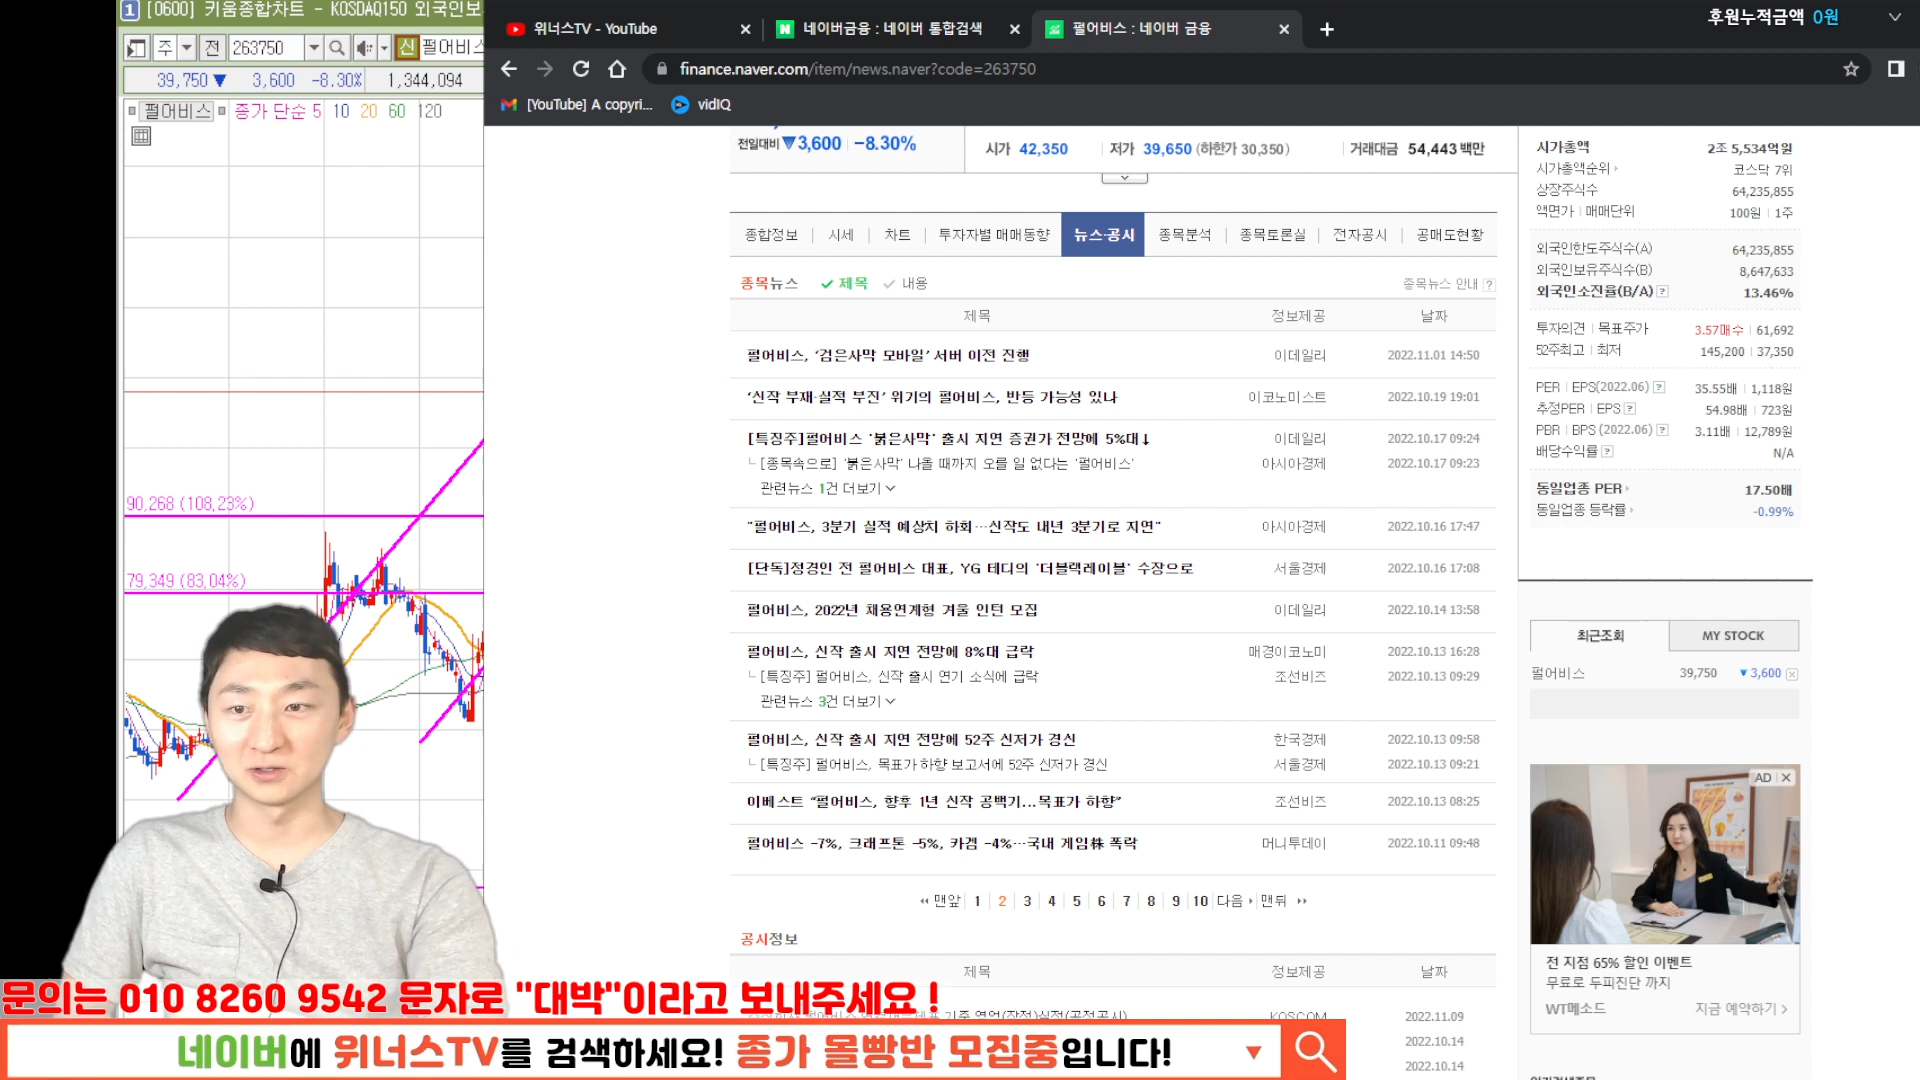 1 [0600] 키움종합차트 - KOSDAQ150 외국인보
주 전 263750 신 펄어비스
39,750▼ 3,600 -8.30% 1,344,094
펄어비스 종가 단순 5 10 20 60 120
90,268 (108,23%)
79,349 (83,04%)
위너스TV - YouTube
네이버금융 : 네이버 통합검색
펄어비스 : 네이버 금융
후원누적금액 0원
finance.naver.com/item/news.naver?code=263750
[YouTube] A copyri...
vidIQ
전일대비 ▼3,600 -8.30%
시가 42,350 저가 39,650 (하한가 30,350) 거래대금 54,443 백만
종합정보 시세 차트 투자자별 매매동향 뉴스·공시 종목분석 종목토론실 전자공시 공매도현황
종목뉴스 제목 내용 종목뉴스 안내 ?
제목 정보제공 날짜
펄어비스, ‘검은사막 모바일’ 서버 이전 진행 이데일리 2022.11.01 14:50
‘신작 부재·실적 부진’ 위기의 펄어비스, 반등 가능성 있나 이코노미스트 2022.10.19 19:01
[특징주]펄어비스 '붉은사막' 출시 지연 증권가 전망에 5%대↓ 이데일리 2022.10.17 09:24
[종목속으로] '붉은사막' 나올 때까지 오를 일 없다는 '펄어비스' 아시아경제 2022.10.17 09:23
관련뉴스 1건 더보기
"펄어비스, 3분기 실적 예상치 하회…신작도 내년 3분기로 지연" 아시아경제 2022.10.16 17:47
[단독]정경인 전 펄어비스 대표, YG 테디의 '더블랙레이블' 수장으로 서울경제 2022.10.16 17:08
펄어비스, 2022년 채용연계형 겨울 인턴 모집 이데일리 2022.10.14 13:58
펄어비스, 신작 출시 지연 전망에 8%대 급락 매경이코노미 2022.10.13 16:28
[특징주] 펄어비스, 신작 출시 연기 소식에 급락 조선비즈 2022.10.13 09:29
관련뉴스 3건 더보기
펄어비스, 신작 출시 지연 전망에 52주 신저가 경신 한국경제 2022.10.13 09:58
[특징주] 펄어비스, 목표가 하향 보고서에 52주 신저가 경신 서울경제 2022.10.13 09:21
이베스트 “펄어비스, 향후 1년 신작 공백기…목표가 하향” 조선비즈 2022.10.13 08:25
펄어비스 -7%, 크래프톤 -5%, 카겜 -4%…국내 게임株 폭락 머니투데이 2022.10.11 09:48
맨앞 1 2 3 4 5 6 7 8 9 10 다음 맨뒤
공시정보
제목 정보제공 날짜
기준 영업(잠정)실적(공정공시) KOSCOM 2022.11.09
2022.10.14
2022.10.14
시가총액 2조 5,534억원
시가총액순위 코스닥 7위
상장주식수 64,235,855
액면가 매매단위 100원 1주
외국인한도주식수(A) 64,235,855
외국인보유주식수(B) 8,647,633
외국인소진율(B/A) ? 13.46%
투자의견 목표주가 3.57매수 61,692
52주최고 최저 145,200 37,350
PER EPS(2022.06) ? 35.55배 1,118원
추정PER EPS ? 54.98배 723원
PBR BPS (2022.06) ? 3.11배 12,789원
배당수익률 ? N/A
동일업종 PER 17.50배
동일업종 등락률 -0.99%
최근조회 MY STOCK
펄어비스 39,750 ▼3,600
AD X
전 지점 65% 할인 이벤트
무료로 두피진단 까지
WT메소드 지금 예약하기
문의는 010 8260 9542 문자로 "대박"이라고 보내주세요 !
네이버에 위너스TV를 검색하세요! 종가 몰빵반 모집중입니다!